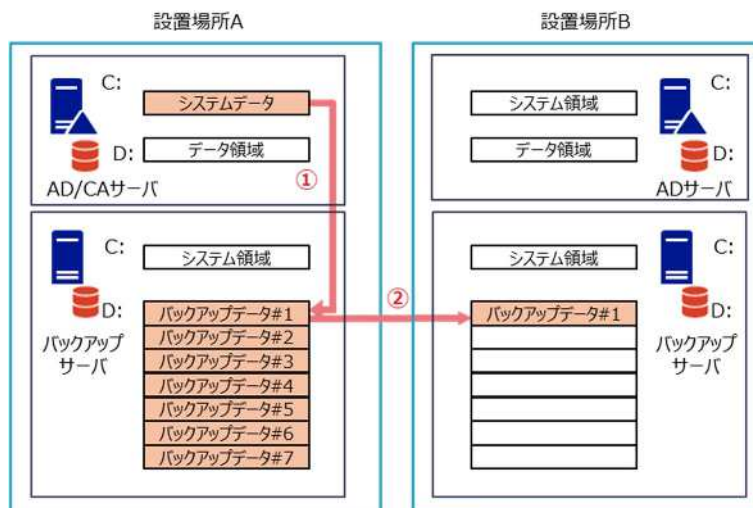 設置場所A
C:
システムデータ
D:
データ領域
①
AD/CAサーバ
C:
システム領域
D:
バックアップデータ#1
バックアップデータ#2
バックアップデータ#3
バックアップデータ#4
バックアップデータ#5
バックアップデータ#6
バックアップデータ#7
バックアップ
サーバ
②
設置場所B
システム領域
C:
データ領域
D:
ADサーバ
システム領域
C:
バックアップデータ#1
D:
バックアップ
サーバ